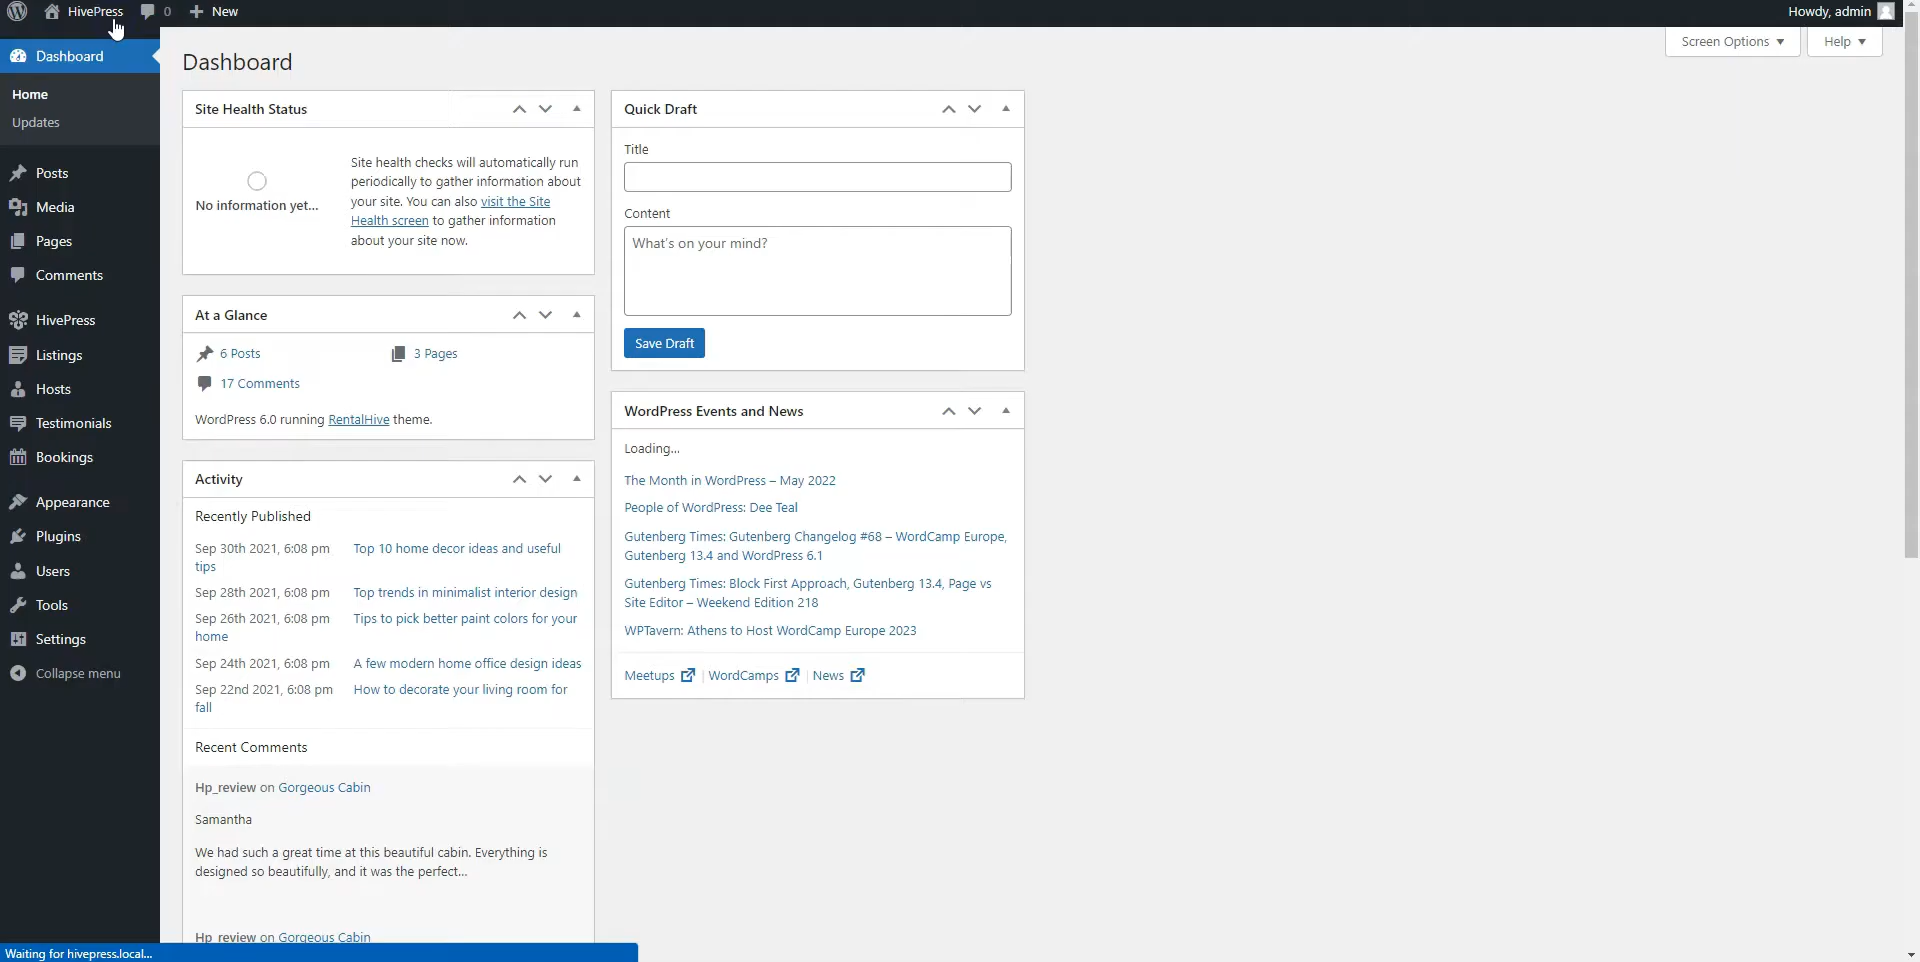 HivePress
0
New
Howdy, admin
Screen Options
Help
Dashboard
Home
Updates
Posts
Media
Pages
Comments
HivePress
Listings
Hosts
Testimonials
Bookings
Appearance
Plugins
Users
Tools
Settings
Collapse menu
Dashboard
Site Health Status
No information yet...
Site health checks will automatically run
periodically to gather information about
your site. You can also visit the Site
Health screen to gather information
about your site now.
At a Glance
6 Posts
3 Pages
17 Comments
WordPress 6.0 running RentalHive theme.
Activity
Recently Published
Sep 30th 2021, 6:08 pm Top 10 home decor ideas and useful
tips
Sep 28th 2021, 6:08 pm Top trends in minimalist interior design
Sep 26th 2021, 6:08 pm Tips to pick better paint colors for your
home
Sep 24th 2021, 6:08 pm A few modern home office design ideas
Sep 22nd 2021, 6:08 pm How to decorate your living room for
fall
Recent Comments
Hp_review on Gorgeous Cabin
Samantha
We had such a great time at this beautiful cabin. Everything is
designed so beautifully, and it was the perfect...
Hp_review on Gorgeous Cabin
Quick Draft
Title
Content
What's on your mind?
Save Draft
WordPress Events and News
Loading...
The Month in WordPress – May 2022
People of WordPress: Dee Teal
Gutenberg Times: Gutenberg Changelog #68 – WordCamp Europe,
Gutenberg 13.4 and WordPress 6.1
Gutenberg Times: Block First Approach, Gutenberg 13.4, Page vs
Site Editor – Weekend Edition 218
WPTavern: Athens to Host WordCamp Europe 2023
Meetups | WordCamps | News
Waiting for hivepress.local...